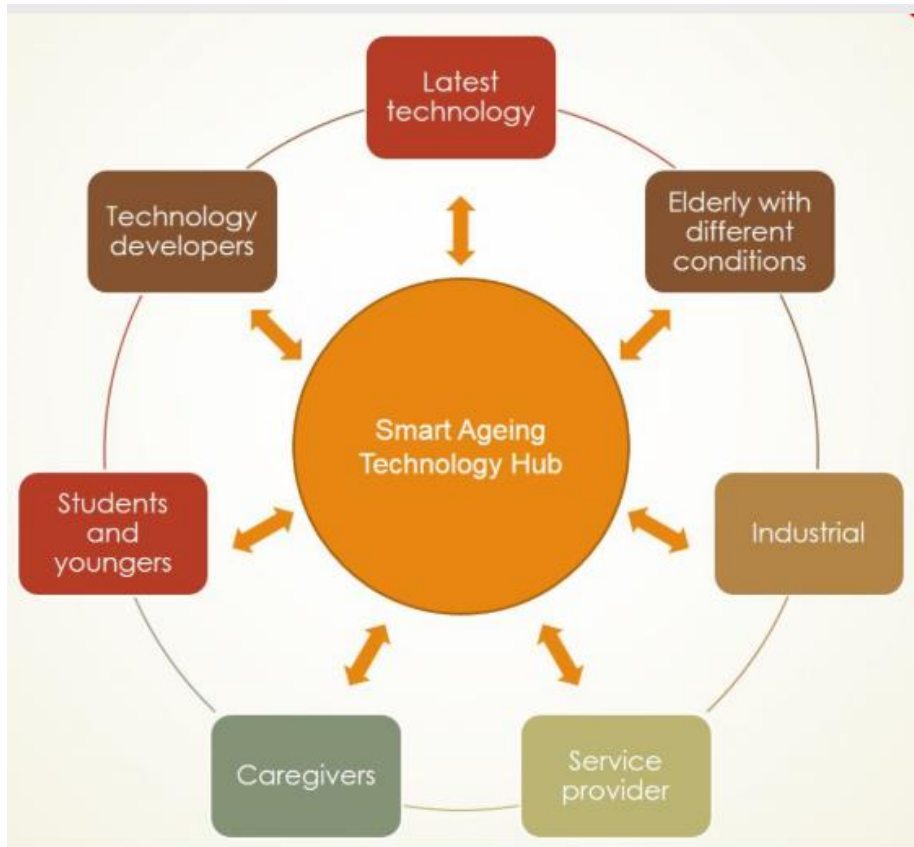 Latest
technology
Elderly with
different
conditions
Industrial
Service
provider
Caregivers
Students
and
youngers
Technology
developers
Smart Ageing
Technology Hub